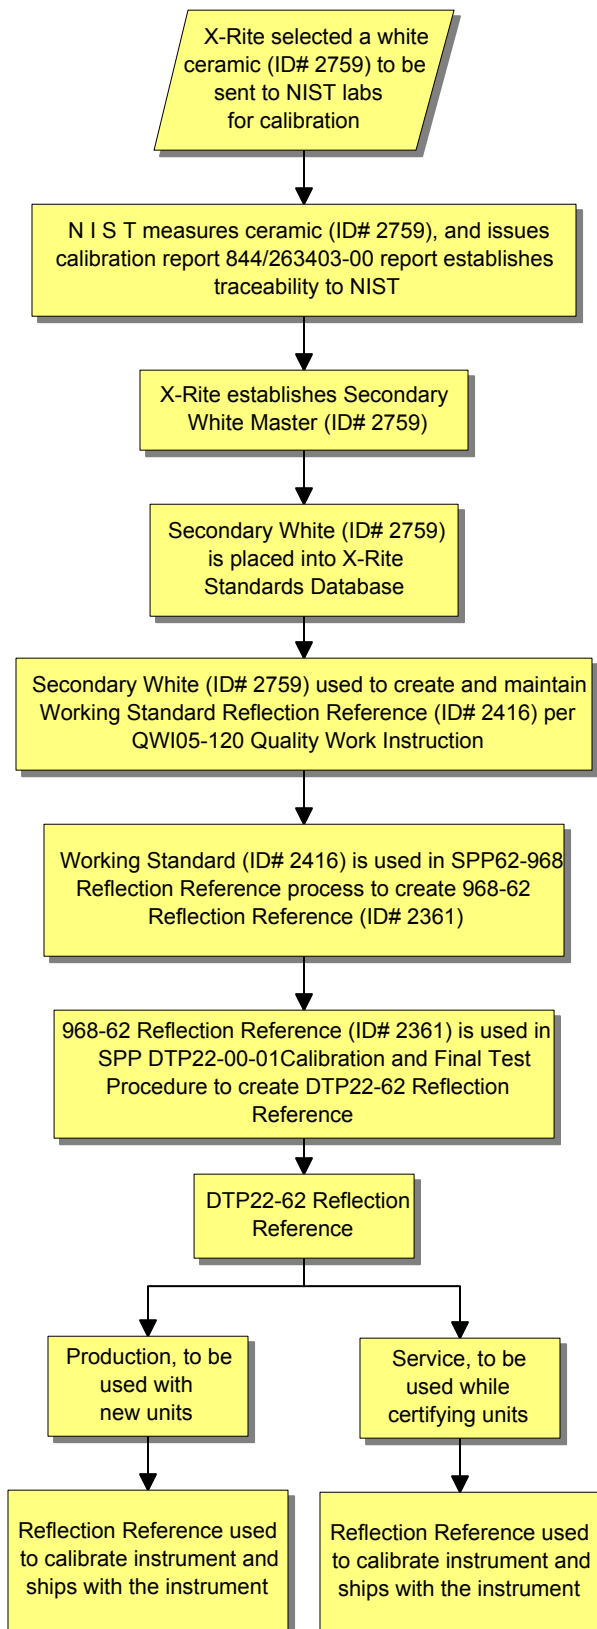 X-Rite selected a white
ceramic (ID# 2759) to be
sent to NIST labs
for calibration
N I S T measures ceramic (ID# 2759), and issues
calibration report 844/263403-00 report establishes
traceability to NIST
X-Rite establishes Secondary
White Master (ID# 2759)
Secondary White (ID# 2759)
is placed into X-Rite
Standards Database
Secondary White (ID# 2759) used to create and maintain
Working Standard Reflection Reference (ID# 2416) per
QWI05-120 Quality Work Instruction
Working Standard (ID# 2416) is used in SPP62-968
Reflection Reference process to create 968-62
Reflection Reference (ID# 2361)
968-62 Reflection Reference (ID# 2361) is used in
SPP DTP22-00-01Calibration and Final Test
Procedure to create DTP22-62 Reflection
Reference
DTP22-62 Reflection
Reference
Production, to be
used with
new units
Service, to be
used while
certifying units
Reflection Reference used
to calibrate instrument and
ships with the instrument
Reflection Reference used
to calibrate instrument and
ships with the instrument